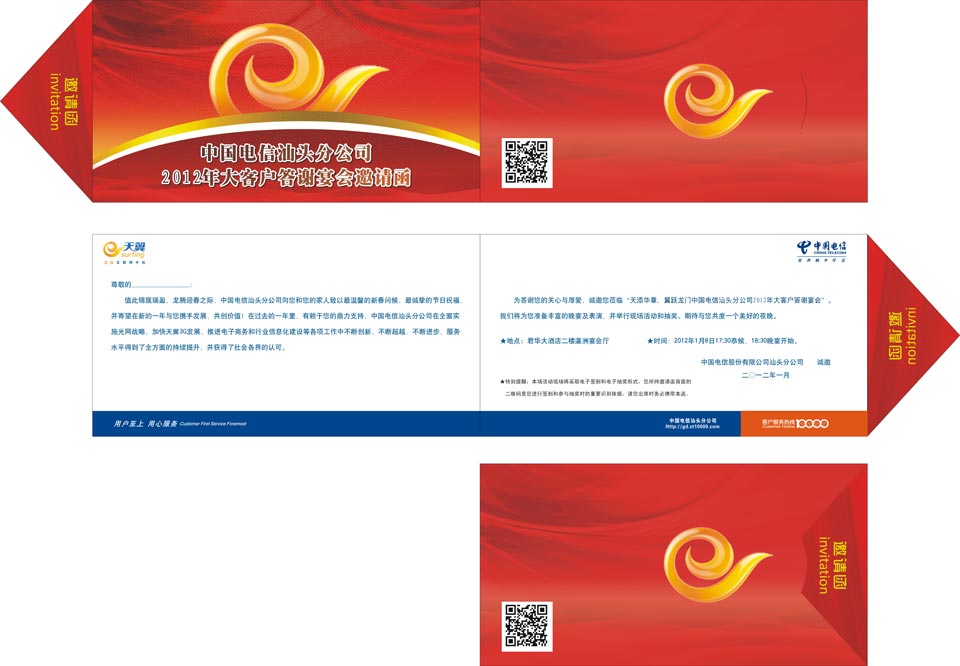 邀请函
invitation
中国电信汕头分公司
2012年大客户答谢宴会邀请函
天翼
surfing
尊敬的________________:
值此锦簇瑞盈、龙腾迎春之际，中国电信汕头分公司向您和您的家人致以最温馨的新春问候、最诚挚的节日祝福，
并寄望在新的一年与您携手发展、共创价值！在过去的一年里，有赖于您的鼎力支持，中国电信汕头分公司在全面实
施光网战略、加快天翼3G发展、推进电子商务和行业信息化建设等各项工作中不断创新、不断超越、不断进步，服务
水平得到了全方面的持续提升，并获得了社会各界的认可。
用户至上 用心服务 Customer First Service Foremost
中国电信
CHINA TELECOM
世界触手可及
为答谢您的关心与厚爱，诚邀您莅临“天添华章，翼跃龙门中国电信汕头分公司2012年大客户答谢宴会”。
我们将为您准备丰富的晚宴及表演，并举行现场活动和抽奖。期待与您共度一个美好的夜晚。
★地点：君华大酒店二楼瀛洲宴会厅 ★时间：2012年1月8日17:30恭候，18:30晚宴开始。
中国电信股份有限公司汕头分公司 诚邀
二〇一二年一月
★特别提醒：本场活动现场将采取电子签到和电子抽奖形式，您所持邀请函背面的
二维码是您进行签到和参与抽奖时的重要识别依据，请您出席时务必携带本函。
中国电信汕头分公司
Http://gd.ct10000.com
客户服务热线
Customer Hotline
10000
邀请函
invitation
邀请函
invitation